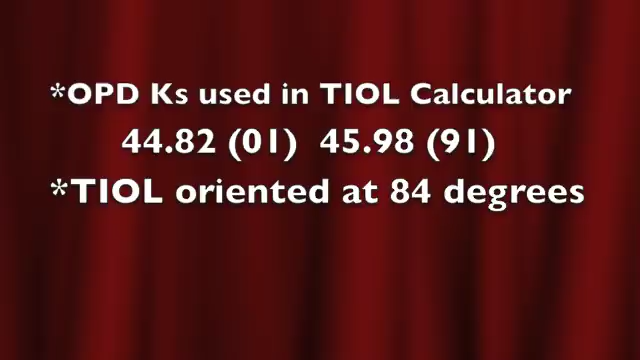 *OPD Ks used in TIOL Calculator
44.82 (01)  45.98 (91)
*TIOL oriented at 84 degrees